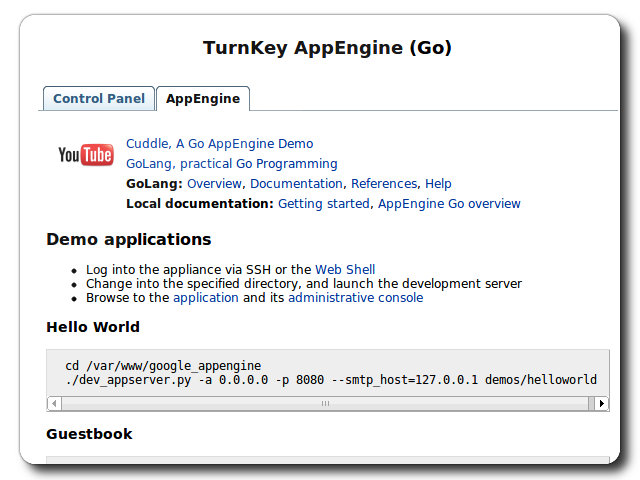 TurnKey AppEngine (Go)
Control Panel AppEngine
YouTube
Cuddle, A Go AppEngine Demo
GoLang, practical Go Programming
GoLang: Overview, Documentation, References, Help
Local documentation: Getting started, AppEngine Go overview
Demo applications
Log into the appliance via SSH or the Web Shell
Change into the specified directory, and launch the development server
Browse to the application and its administrative console
Hello World
cd /var/www/google_appengine
./dev_appserver.py -a 0.0.0.0 -p 8080 --smtp_host=127.0.0.1 demos/helloworld
Guestbook